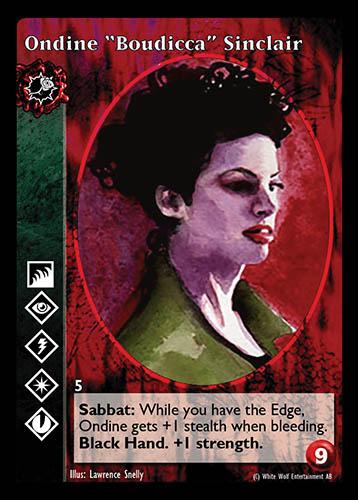 Ondine "Boudicca" Sinclair
5
Sabbat: While you have the Edge,
Ondine gets +1 stealth when bleeding.
Black Hand. +1 strength.
9
Illus: Lawrence Snelly
(C) White Wolf Entertainment AB